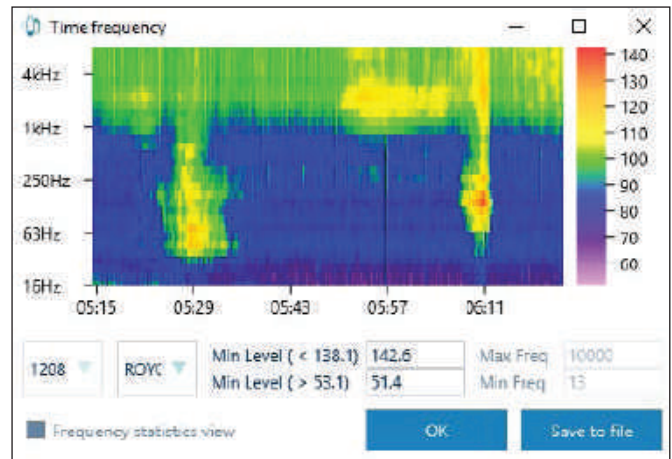 Time frequency
4kHz
1kHz
250Hz
63Hz
16Hz
140
130
120
110
100
90
80
70
60
05:15 05:29 05:43 05:57 06:11
1208 ROYC Min Level ( < 138.1) 142.6 Max Freq 10000
Min Level ( > 53.1) 51.4 Min Freq 13
Frequency statistics view OK Save to file